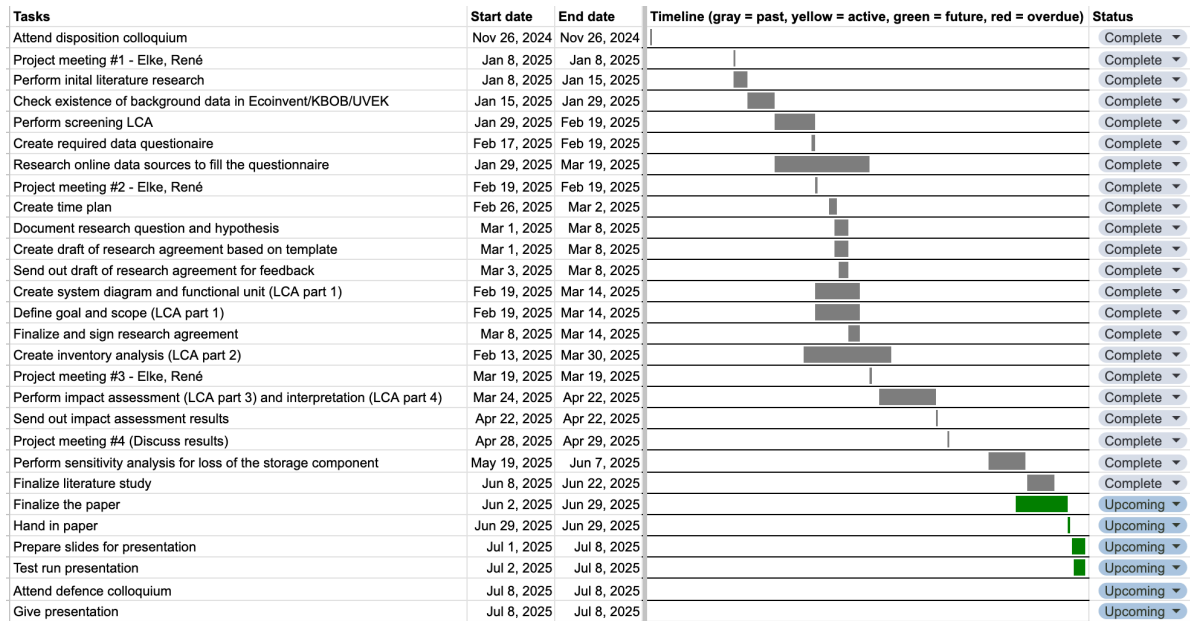 Tasks Start date End date Timeline (gray = past, yellow = active, green = future, red = overdue) Status
Attend disposition colloquium Nov 26, 2024 Nov 26, 2024 Complete
Project meeting #1 - Elke, René Jan 8, 2025 Jan 8, 2025 Complete
Perform inital literature research Jan 8, 2025 Jan 15, 2025 Complete
Check existence of background data in Ecoinvent/KBOB/UVEK Jan 15, 2025 Jan 29, 2025 Complete
Perform screening LCA Jan 29, 2025 Feb 19, 2025 Complete
Create required data questionaire Feb 17, 2025 Feb 19, 2025 Complete
Research online data sources to fill the questionnaire Jan 29, 2025 Mar 19, 2025 Complete
Project meeting #2 - Elke, René Feb 19, 2025 Feb 19, 2025 Complete
Create time plan Feb 26, 2025 Mar 2, 2025 Complete
Document research question and hypothesis Mar 1, 2025 Mar 8, 2025 Complete
Create draft of research agreement based on template Mar 1, 2025 Mar 8, 2025 Complete
Send out draft of research agreement for feedback Mar 3, 2025 Mar 8, 2025 Complete
Create system diagram and functional unit (LCA part 1) Feb 19, 2025 Mar 14, 2025 Complete
Define goal and scope (LCA part 1) Feb 19, 2025 Mar 14, 2025 Complete
Finalize and sign research agreement Mar 8, 2025 Mar 14, 2025 Complete
Create inventory analysis (LCA part 2) Feb 13, 2025 Mar 30, 2025 Complete
Project meeting #3 - Elke, René Mar 19, 2025 Mar 19, 2025 Complete
Perform impact assessment (LCA part 3) and interpretation (LCA part 4) Mar 24, 2025 Apr 22, 2025 Complete
Send out impact assessment results Apr 22, 2025 Apr 22, 2025 Complete
Project meeting #4 (Discuss results) Apr 28, 2025 Apr 29, 2025 Complete
Perform sensitivity analysis for loss of the storage component May 19, 2025 Jun 7, 2025 Complete
Finalize literature study Jun 8, 2025 Jun 22, 2025 Complete
Finalize the paper Jun 2, 2025 Jun 29, 2025 Upcoming
Hand in paper Jun 29, 2025 Jun 29, 2025 Upcoming
Prepare slides for presentation Jul 1, 2025 Jul 8, 2025 Upcoming
Test run presentation Jul 2, 2025 Jul 8, 2025 Upcoming
Attend defence colloquium Jul 8, 2025 Jul 8, 2025 Upcoming
Give presentation Jul 8, 2025 Jul 8, 2025 Upcoming